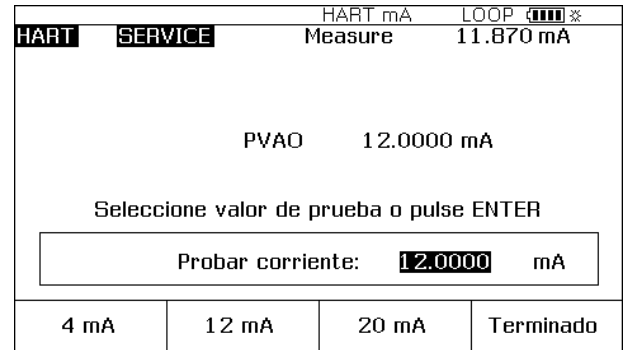 HART mA LOOP
HART SERVICE Measure 11.870 mA
PVAO 12.0000 mA
Seleccione valor de prueba o pulse ENTER
Probar corriente: 12.0000 mA
4 mA 12 mA 20 mA Terminado